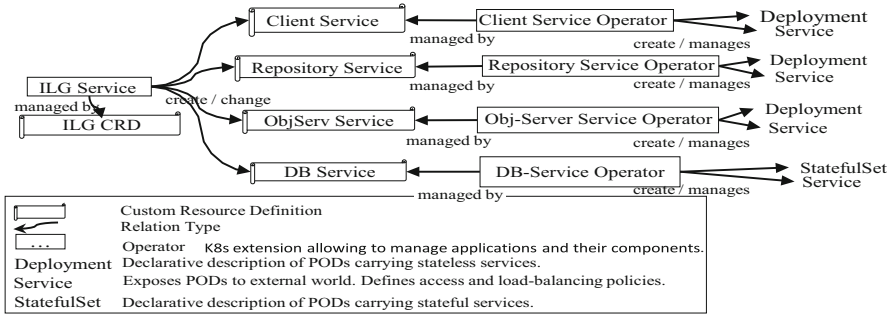 Client Service
Client Service Operator
Deployment
Service
managed by
create / manages
Repository Service
Repository Service Operator
Deployment
Service
managed by
create / manages
ILG Service
managed by
create / change
ILG CRD
ObjServ Service
Obj-Server Service Operator
Deployment
Service
managed by
create / manages
DB Service
DB-Service Operator
StatefulSet
Service
managed by
create / manages
Custom Resource Definition
Relation Type
... Operator K8s extension allowing to manage applications and their components.
Deployment Declarative description of PODs carrying stateless services.
Service Exposes PODs to external world. Defines access and load-balancing policies.
StatefulSet Declarative description of PODs carrying stateful services.